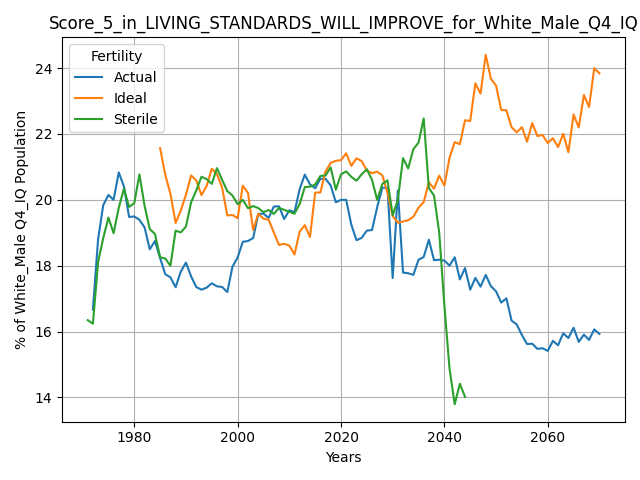 Score_5_in_LIVING_STANDARDS_WILL_IMPROVE_for_White_Male_Q4_IQ
Fertility
Actual
Ideal
Sterile
24
22
20
18
16
14
% of White_Male Q4_IQ Population
1980
2000
2020
2040
2060
Years